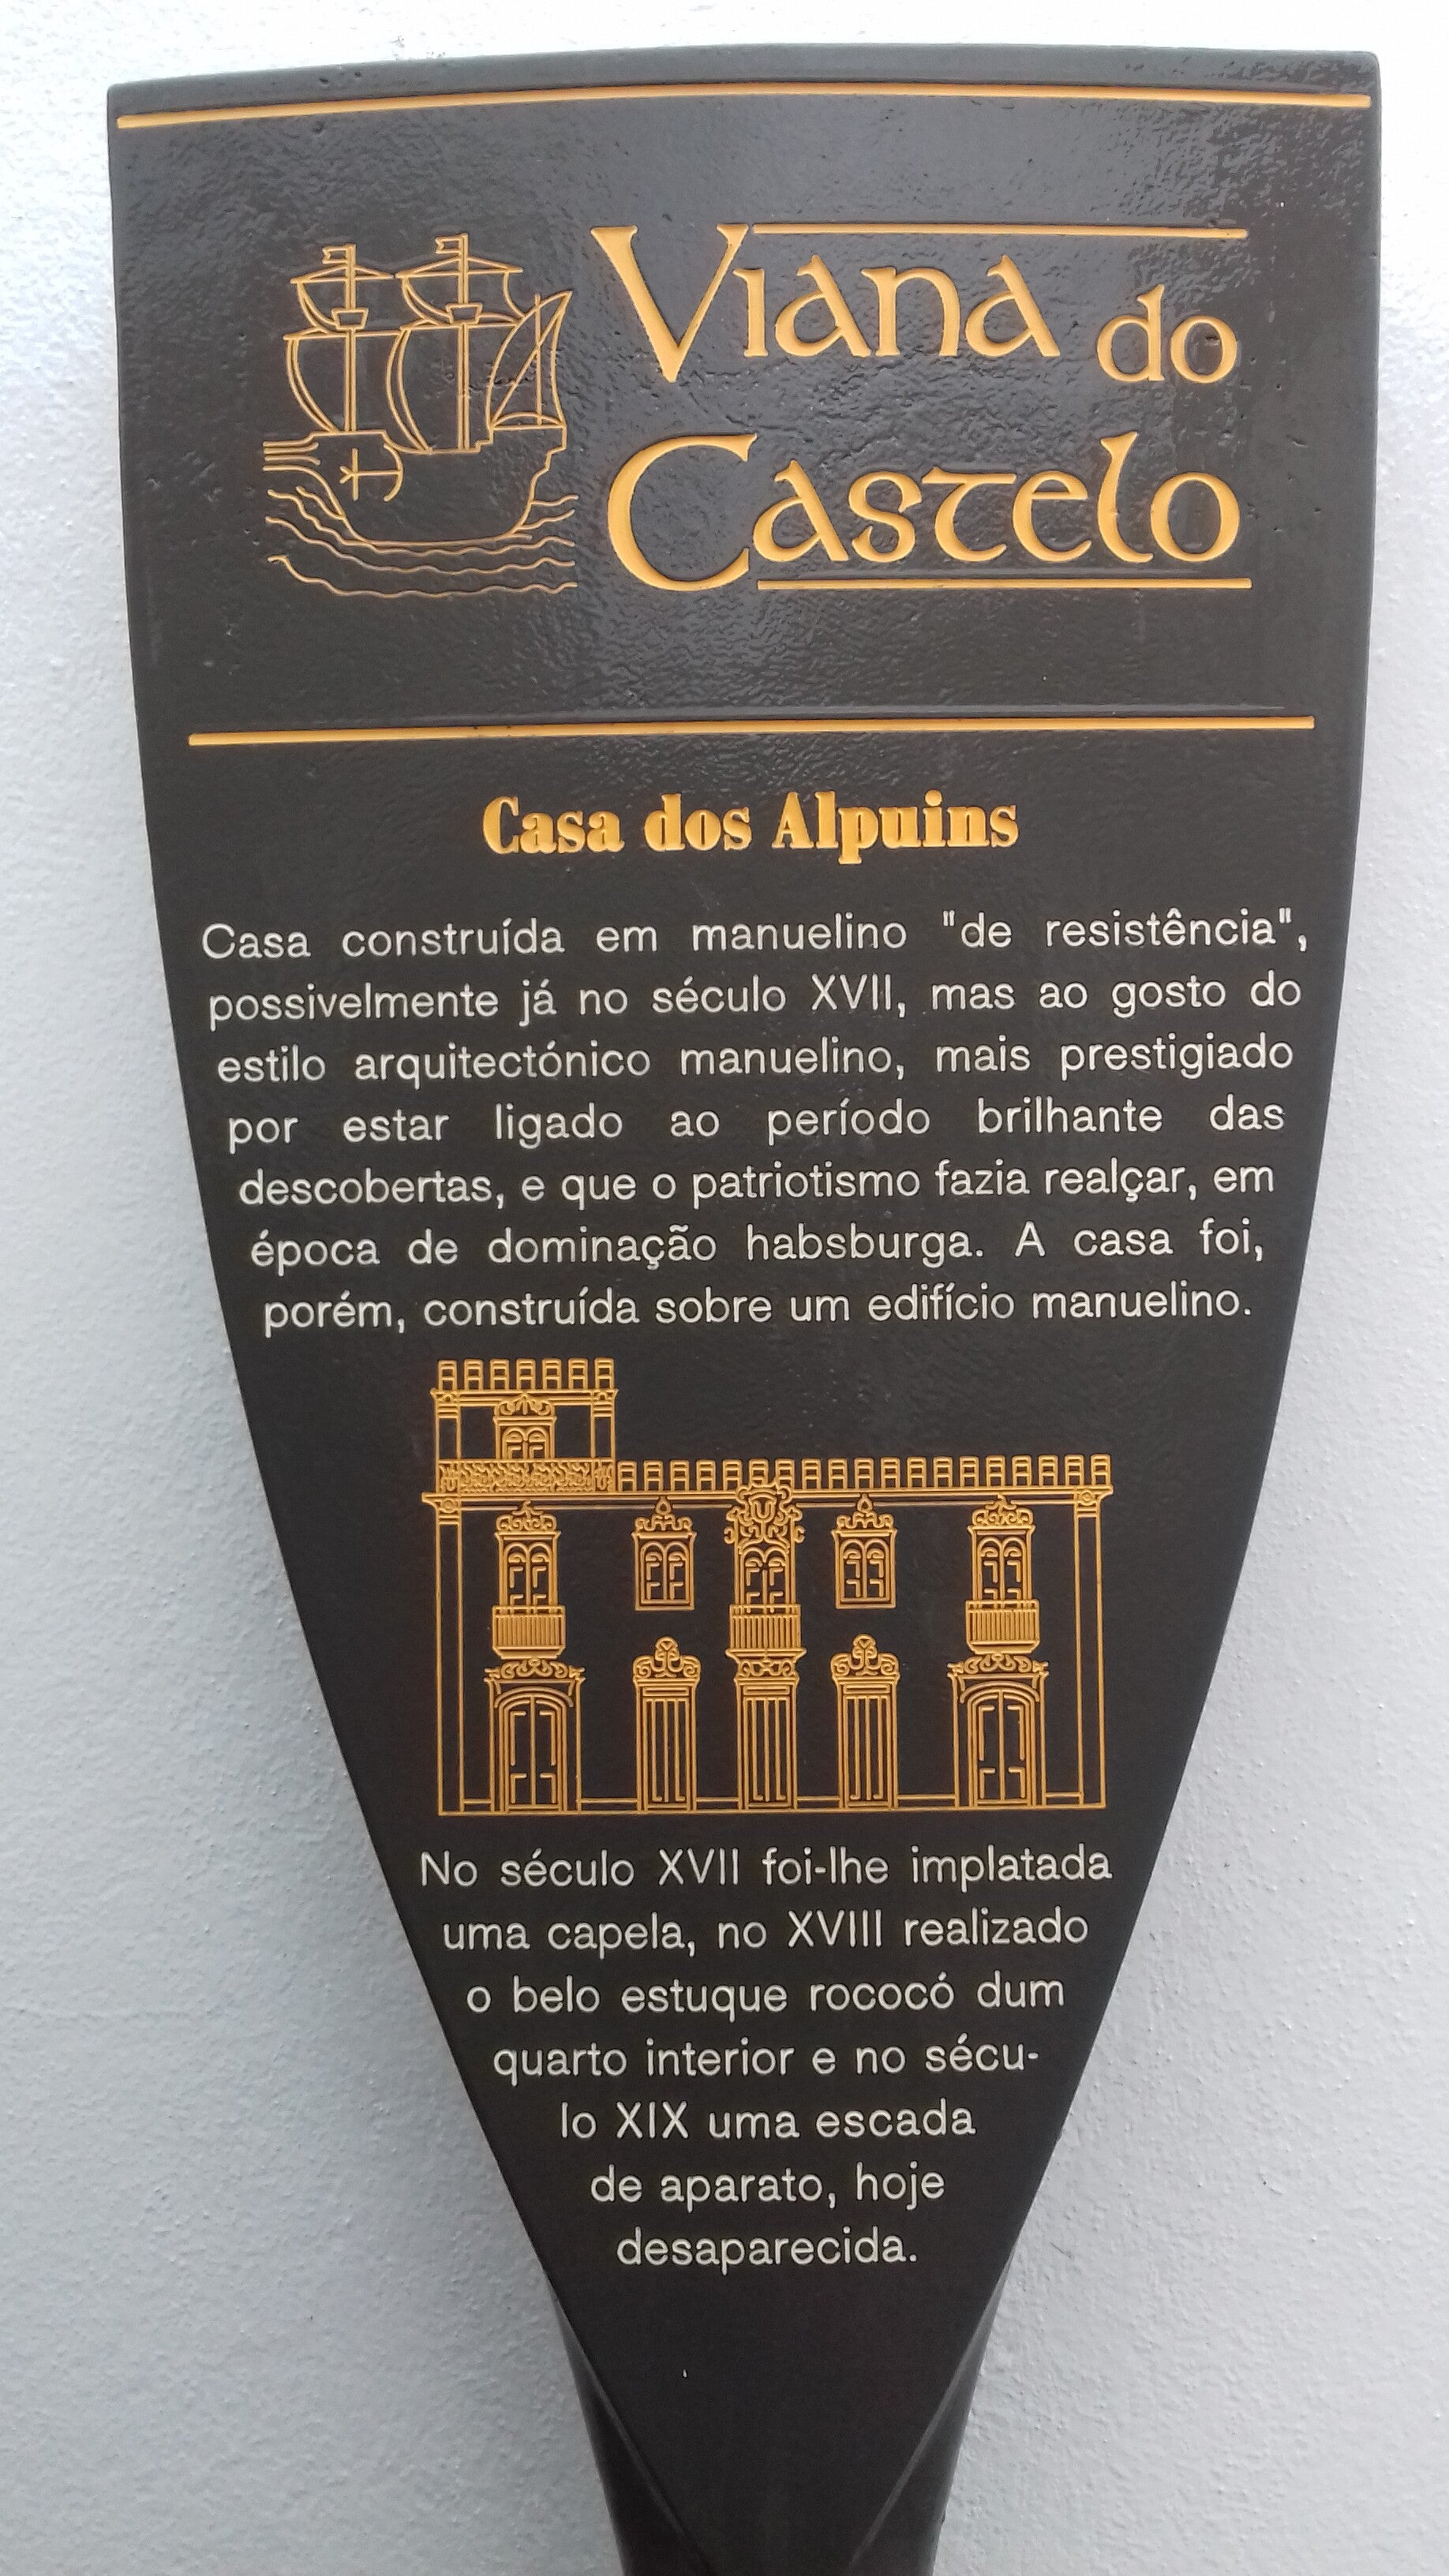 Viana do
Castelo
Casa dos Alpuins
Casa construída em manuelino "de resistência",
possivelmente já no século XVII, mas ao gosto do
estilo arquitectónico manuelino, mais prestigiado
por estar ligado ao período brilhante das
descobertas, e que o patriotismo fazia realçar, em
época de dominação habsburga. A casa foi,
porém, construída sobre um edifício manuelino.
No século XVII foi-lhe implatada
uma capela, no XVIII realizado
o belo estuque rococó dum
quarto interior e no sécu-
lo XIX uma escada
de aparato, hoje
desaparecida.